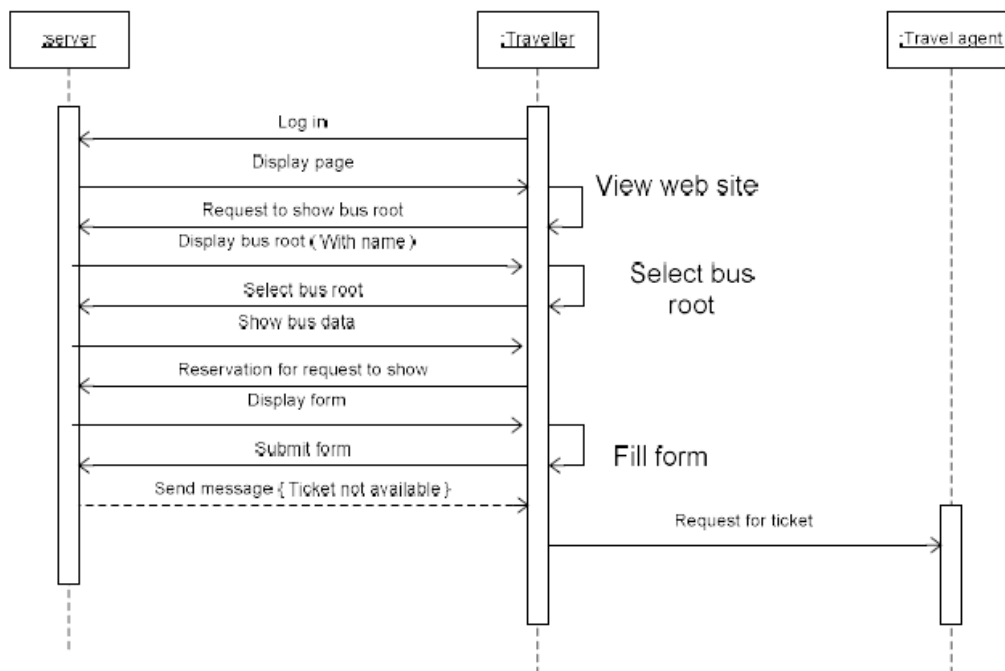 :server
:Traveller
:Travel agent
Log in
Display page
View web site
Request to show bus root
Display bus root ( With name )
Select bus
root
Select bus root
Show bus data
Reservation for request to show
Display form
Submit form
Fill form
Send message { Ticket not available }
Request for ticket